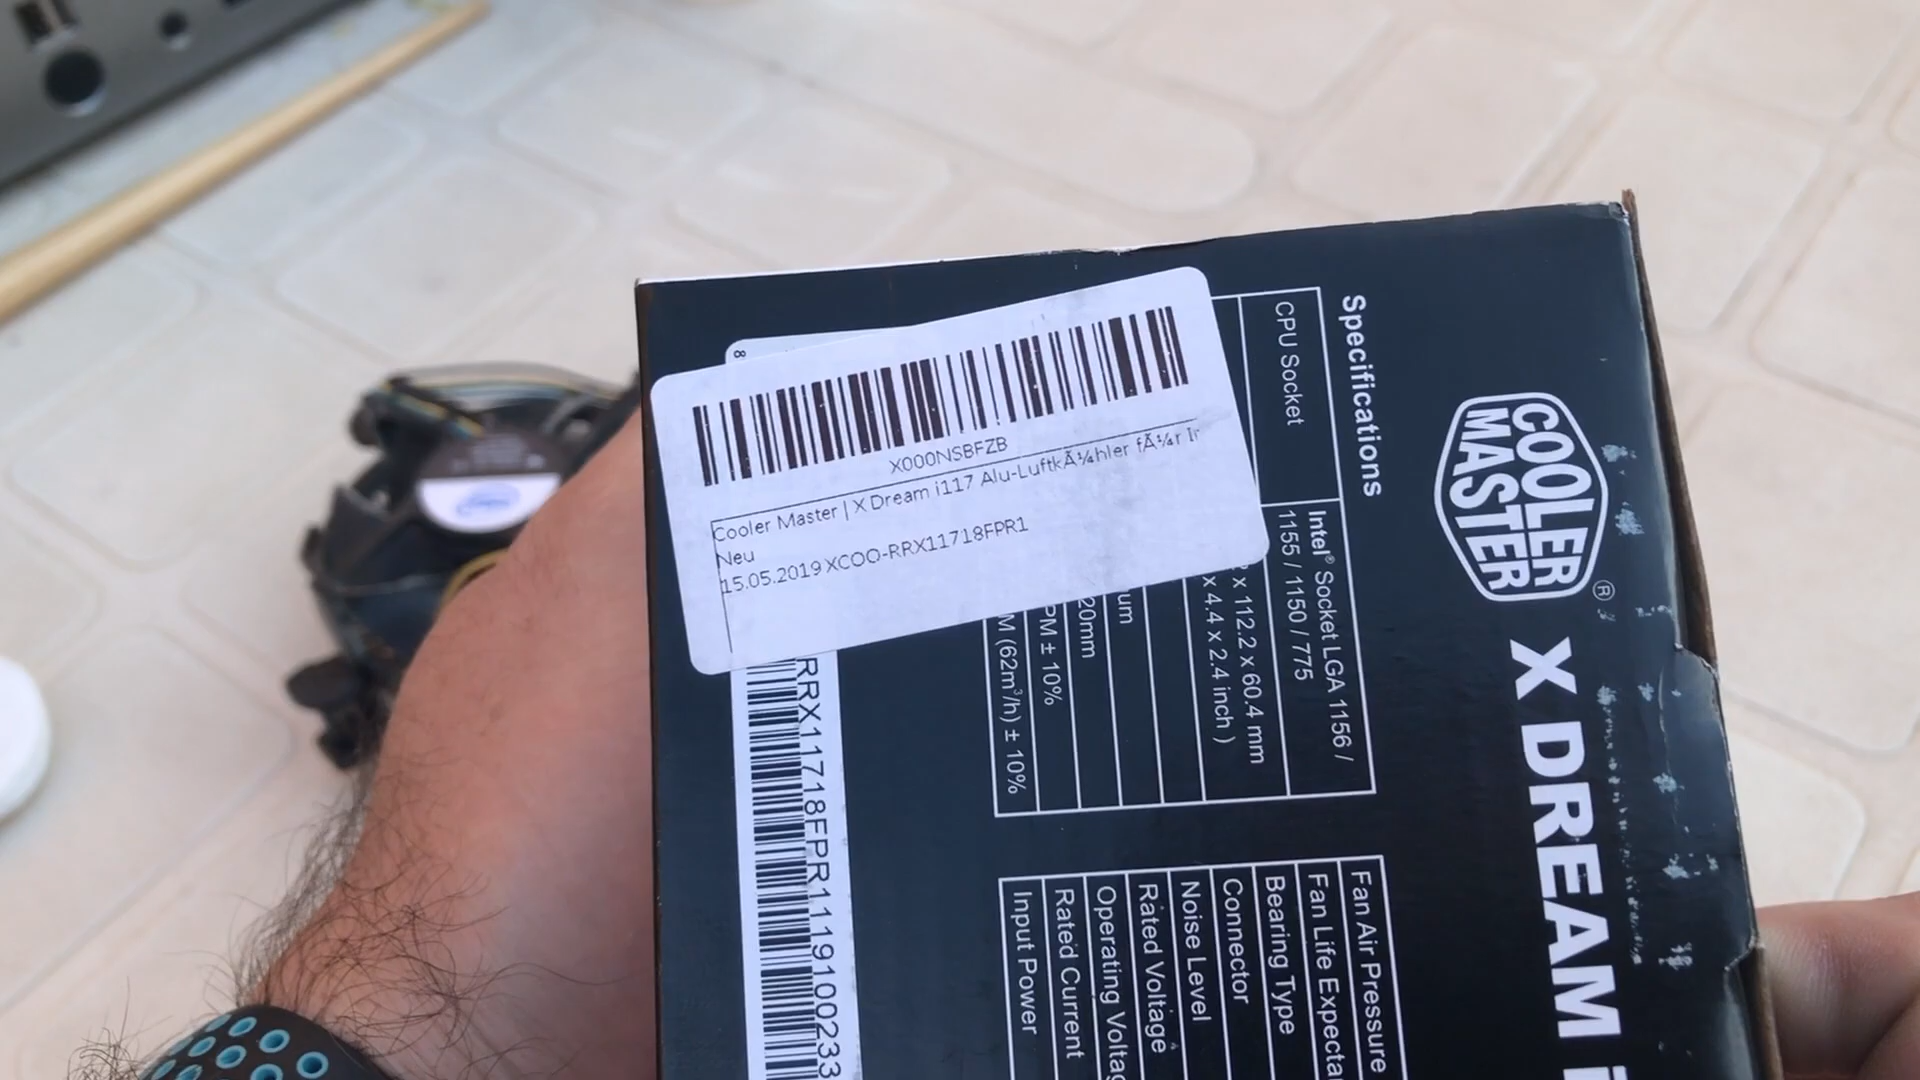 X000NSBFZB
Cooler Master | X Dream i117 Alu-LuftkÃ¼hler fÃ¼r
Neu
15.05.2019 XCOO-RRX11718FPR1
8
RRX11718FPR1119100233
COOLER
MASTER
®
X DREAM i
Specifications
CPU Socket
Intel® Socket LGA 1156 /
1155 / 1150 / 775
x 112.2 x 60.4 mm
x 4.4 x 2.4 inch )
20mm
PM ± 10%
M (62m³/h) ± 10%
Fan Air Pressure
Fan Life Expecta
Bearing Type
Connector
Noise Level
Rated Voltage
Operating Voltag
Rated Current
Input Power